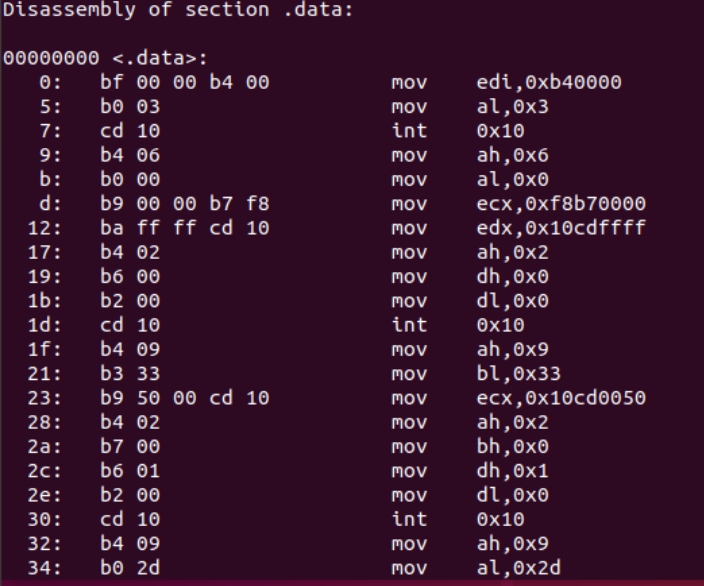 Disassembly of section .data:
00000000 <.data>:
0: bf 00 00 b4 00 mov edi,0xb40000
5: b0 03 mov al,0x3
7: cd 10 int 0x10
9: b4 06 mov ah,0x6
b: b0 00 mov al,0x0
d: b9 00 00 b7 f8 mov ecx,0xf8b70000
12: ba ff ff cd 10 mov edx,0x10cdffff
17: b4 02 mov ah,0x2
19: b6 00 mov dh,0x0
1b: b2 00 mov dl,0x0
1d: cd 10 int 0x10
1f: b4 09 mov ah,0x9
21: b3 33 mov bl,0x33
23: b9 50 00 cd 10 mov ecx,0x10cd0050
28: b4 02 mov ah,0x2
2a: b7 00 mov bh,0x0
2c: b6 01 mov dh,0x1
2e: b2 00 mov dl,0x0
30: cd 10 int 0x10
32: b4 09 mov ah,0x9
34: b0 2d mov al,0x2d